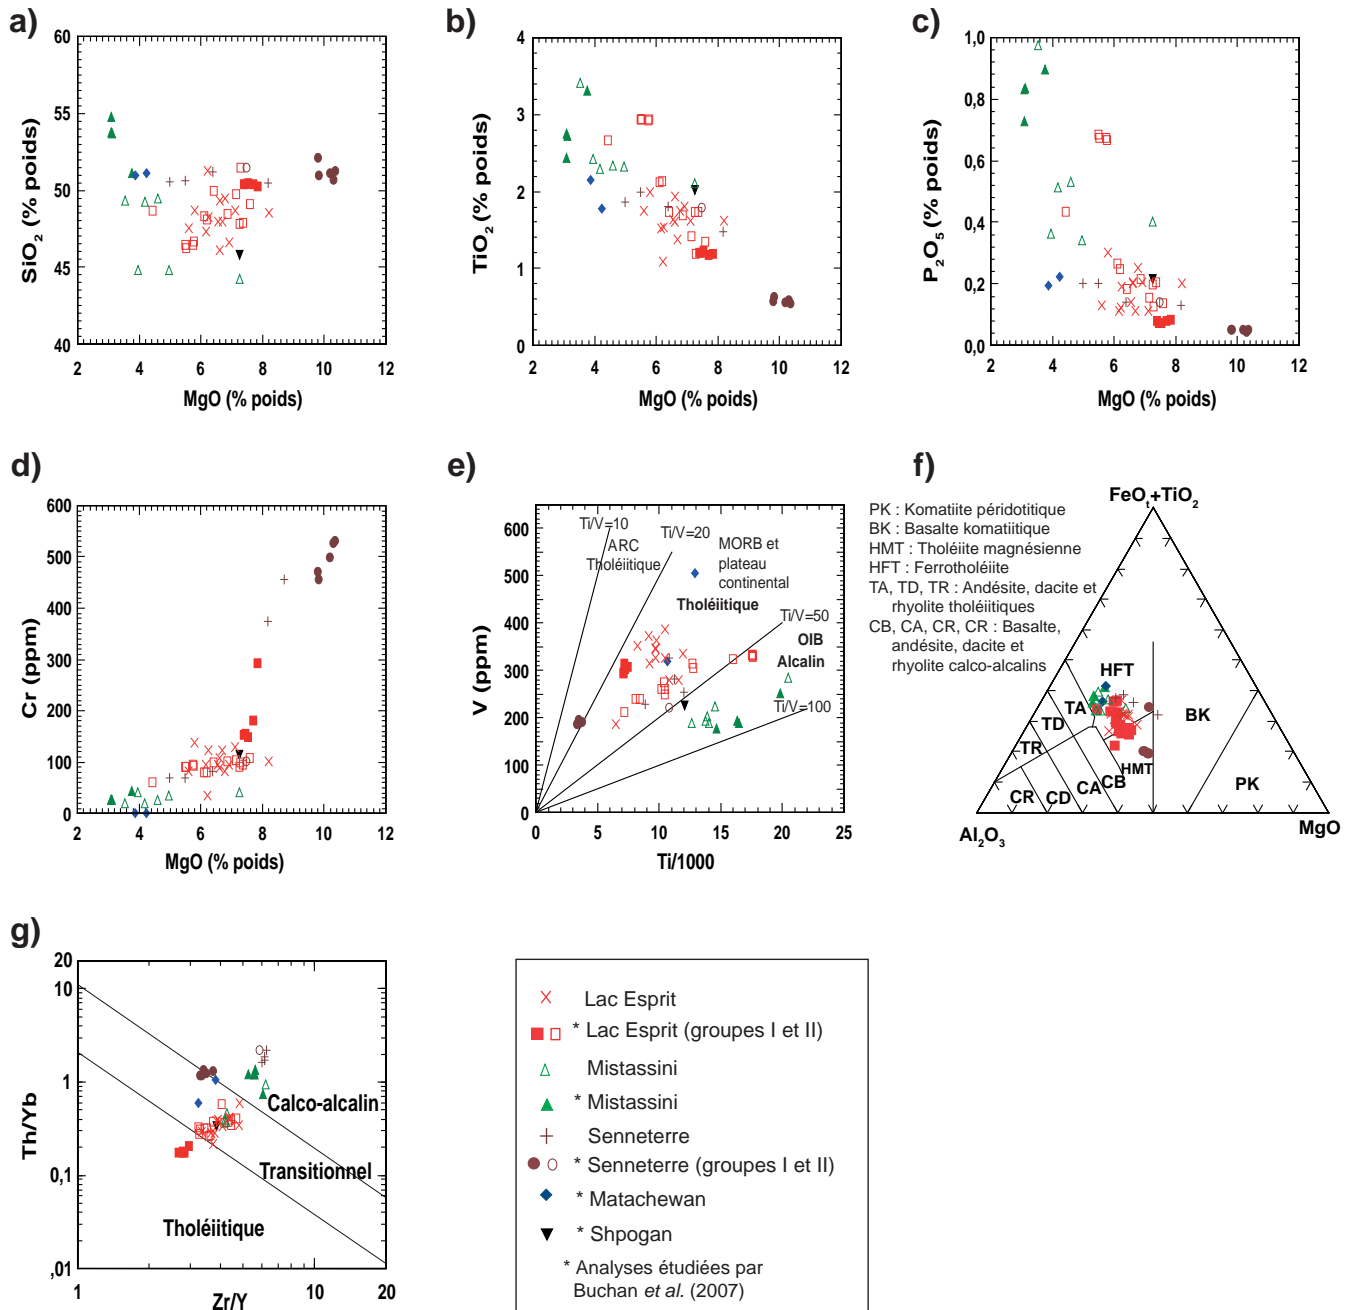 a)
60
55
50
45
40
SiO2 (% poids)
2 4 6 8 10 12
MgO (% poids)
b)
4
3
2
1
0
TiO2 (% poids)
2 4 6 8 10 12
MgO (% poids)
c)
1,0
0,8
0,6
0,4
0,2
0,0
P2O5 (% poids)
2 4 6 8 10 12
MgO (% poids)
d)
600
500
400
300
200
100
0
Cr (ppm)
2 4 6 8 10 12
MgO (% poids)
e)
600
500
400
300
200
100
0
V (ppm)
Ti/V=10
ARC
Tholéiitique
Ti/V=20
MORB et
plateau
continental
Tholéiitique
Ti/V=50
OIB
Alcalin
Ti/V=100
0 5 10 15 20 25
Ti/1000
f)
FeOt+TiO2
PK : Komatiite péridotitique
BK : Basalte komatiitique
HMT : Tholéiite magnésienne
HFT : Ferrotholéiite
TA, TD, TR : Andésite, dacite et
rhyolite tholéiitiques
CB, CA, CR, CR : Basalte,
andésite, dacite et
rhyolite calco-alcalins
HFT
TA
TD
TR
BK
HMT
CB
CA
CD
CR
PK
Al2O3
MgO
g)
20
10
1
0,1
,01
Th/Yb
Calco-alcalin
Transitionnel
Tholéiitique
1 10 20
Zr/Y
Lac Esprit
* Lac Esprit (groupes I et II)
Mistassini
* Mistassini
Senneterre
* Senneterre (groupes I et II)
* Matachewan
* Shpogan
* Analyses étudiées par
Buchan et al. (2007)